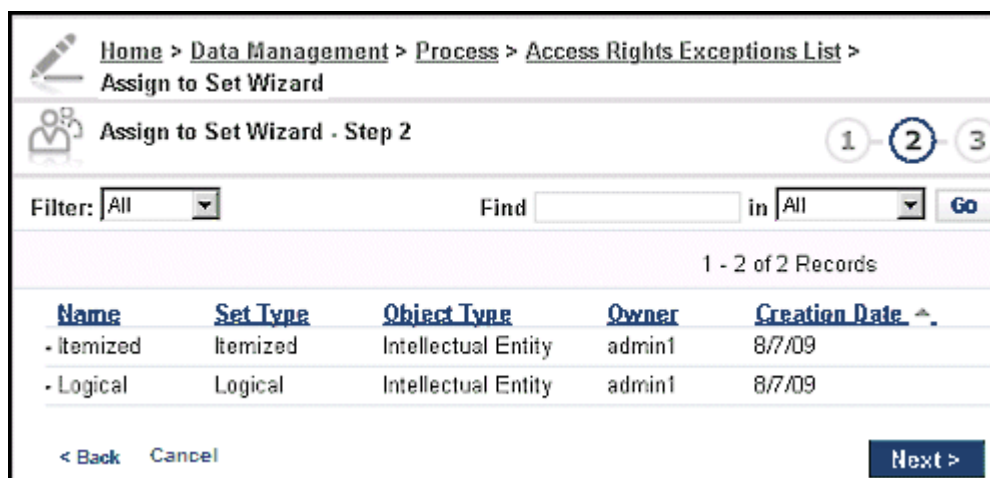 Home > Data Management > Process > Access Rights Exceptions List >
Assign to Set Wizard
Assign to Set Wizard - Step 2
1 2 3
Filter: All Find in All Go
1 - 2 of 2 Records
Name Set Type Object Type Owner Creation Date
- Itemized Itemized Intellectual Entity admin1 8/7/09
- Logical Logical Intellectual Entity admin1 8/7/09
< Back Cancel Next >